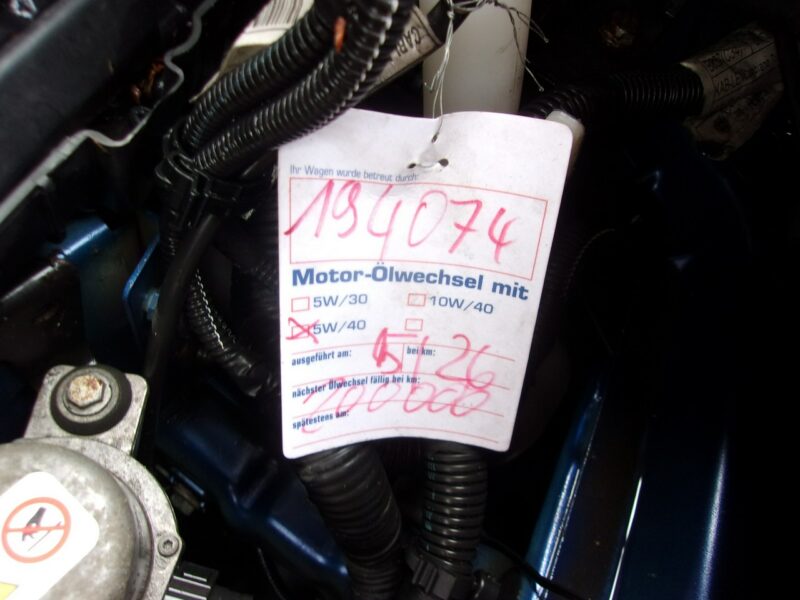 Ihr Wagen wurde betreut durch:
194074
Motor-Ölwechsel mit
5W/30 10W/40
5W/40
ausgeführt am: bei km:
5/26
nächster Ölwechsel fällig bei km:
200000
spätestens am: